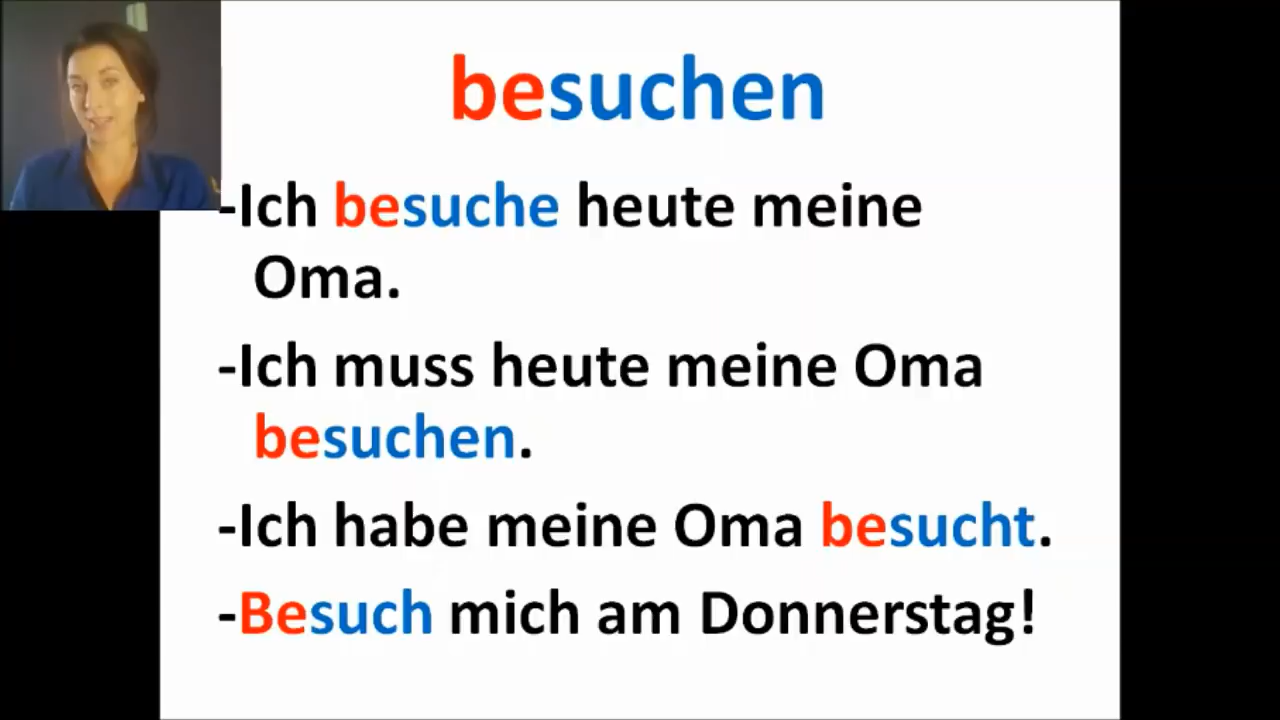 besuchen
-Ich besuche heute meine
Oma.
-Ich muss heute meine Oma
besuchen.
-Ich habe meine Oma besucht.
-Besuch mich am Donnerstag!